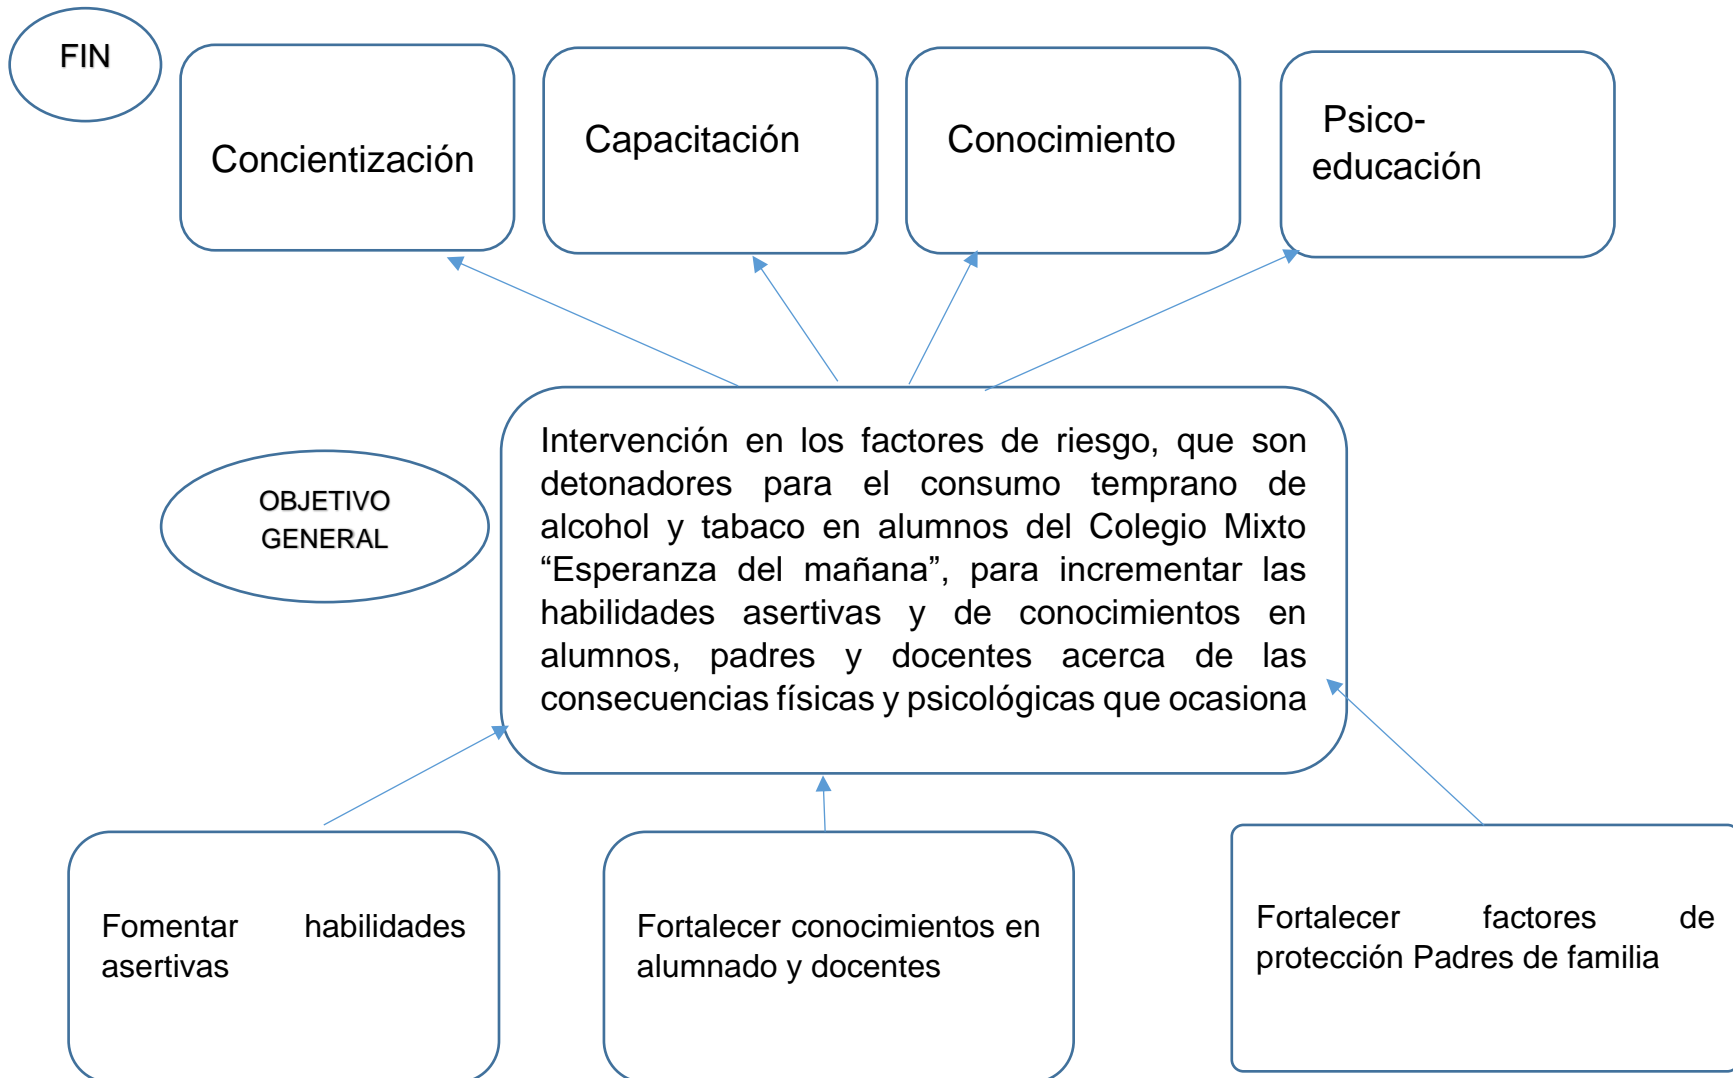 FIN
Concientización
Capacitación
Conocimiento
Psico-
educación
OBJETIVO
GENERAL
Intervención en los factores de riesgo, que son
detonadores para el consumo temprano de
alcohol y tabaco en alumnos del Colegio Mixto
“Esperanza del mañana”, para incrementar las
habilidades asertivas y de conocimientos en
alumnos, padres y docentes acerca de las
consecuencias físicas y psicológicas que ocasiona
Fomentar habilidades
asertivas
Fortalecer conocimientos en
alumnado y docentes
Fortalecer factores de
protección Padres de familia